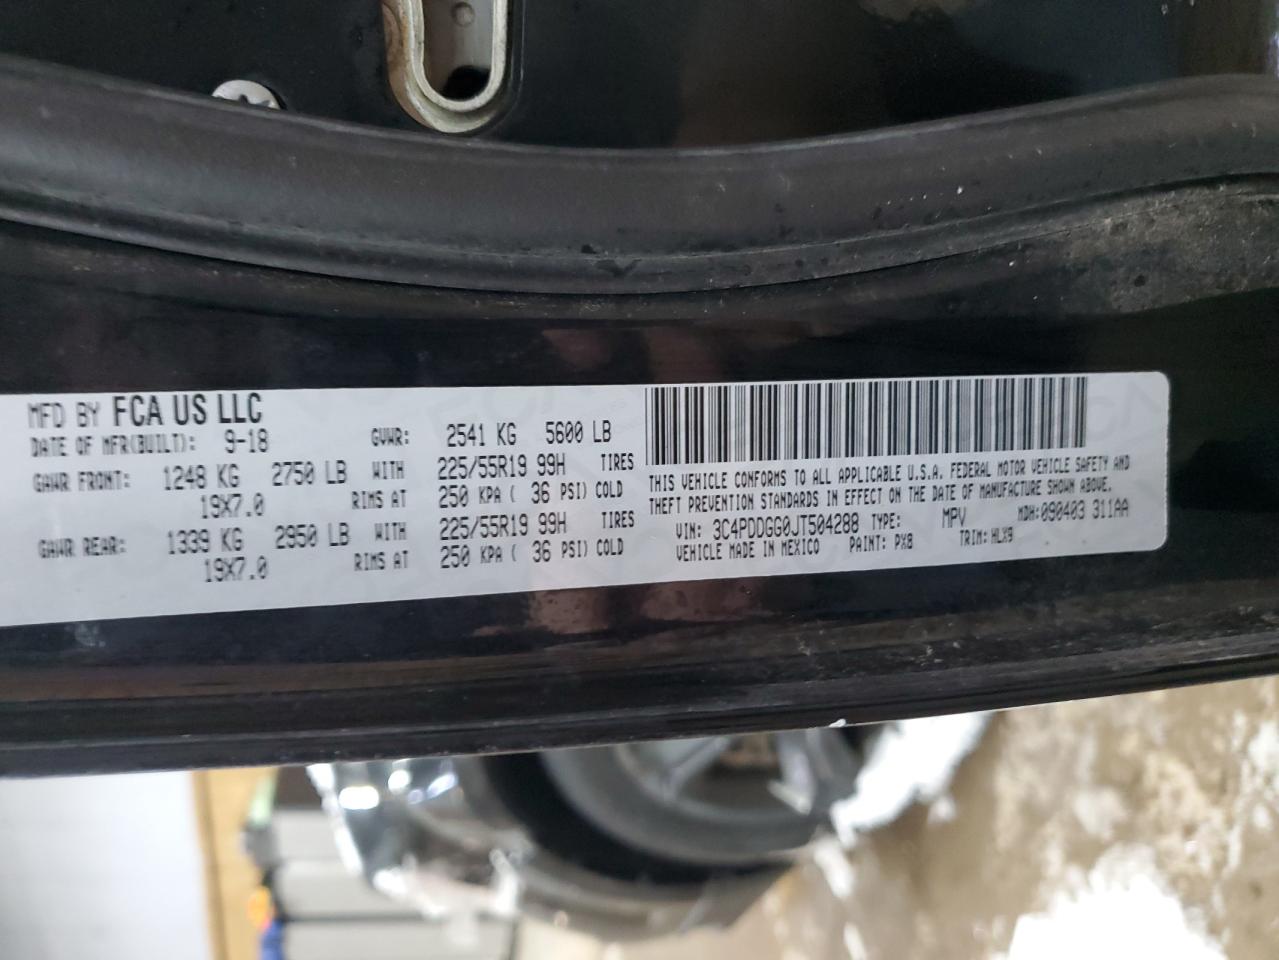 MFD BY FCA US LLC
DATE OF MFR(BUILT): 9-18 GVWR: 2541 KG 5600 LB
GAWR FRONT: 1248 KG 2750 LB WITH 225/55R19 99H TIRES
19X7.0 RIMS AT 250 KPA ( 36 PSI) COLD
GAWR REAR: 1339 KG 2950 LB WITH 225/55R19 99H TIRES
19X7.0 RIMS AT 250 KPA ( 36 PSI) COLD
THIS VEHICLE CONFORMS TO ALL APPLICABLE U.S.A. FEDERAL MOTOR VEHICLE SAFETY AND
THEFT PREVENTION STANDARDS IN EFFECT ON THE DATE OF MANUFACTURE SHOWN ABOVE.
VIN: 3C4PDDGG0JT504288 TYPE: MPV MDH:090403 311AA
VEHICLE MADE IN MEXICO PAINT: PX8 TRIM: HLX9